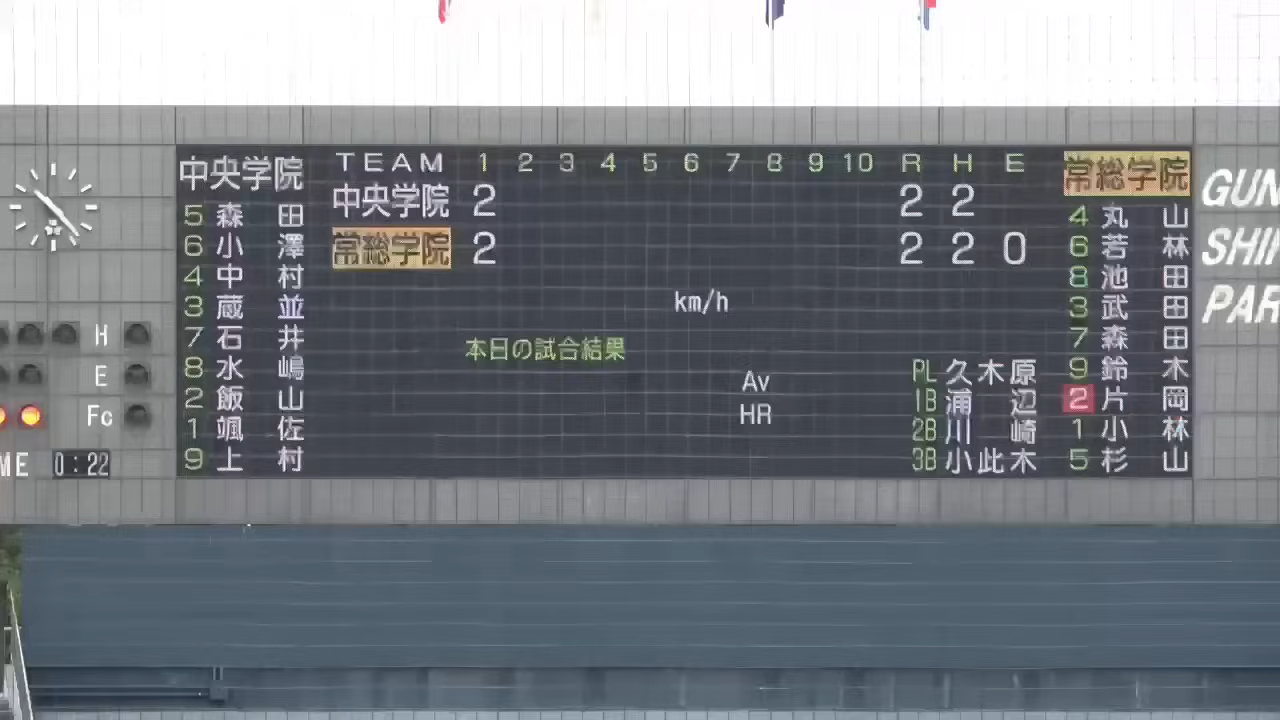 中央学院
5 森田
6 小澤
4 中村
3 蔵並
7 石井
8 水嶋
2 飯山
1 颯佐
9 上村
TEAM 1 2 3 4 5 6 7 8 9 10 R H E
中央学院 2 2 2
常総学院 2 2 2 0
km/h
本日の試合結果
Av
HR
PL 久木原
1B 浦辺
2B 川崎
3B 小此木
常総学院
4 丸山
6 若林
8 池田
3 武田
7 森田
9 鈴木
2 片岡
1 小林
5 杉山
H
E
Fc
ME 0:22
GUN
SHI
PAR